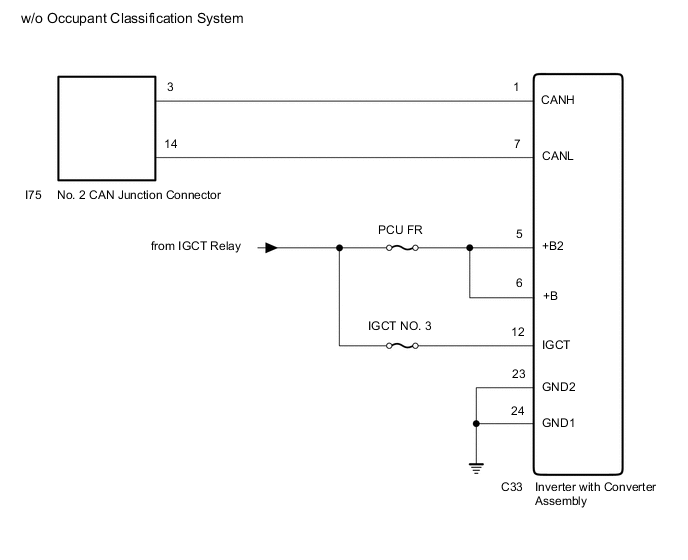 w/o Occupant Classification System
3
1
CANH
14
7
CANL
I75 No. 2 CAN Junction Connector
PCU FR
from IGCT Relay
5
+B2
6
+B
IGCT NO. 3
12
IGCT
23
GND2
24
GND1
C33 Inverter with Converter
Assembly